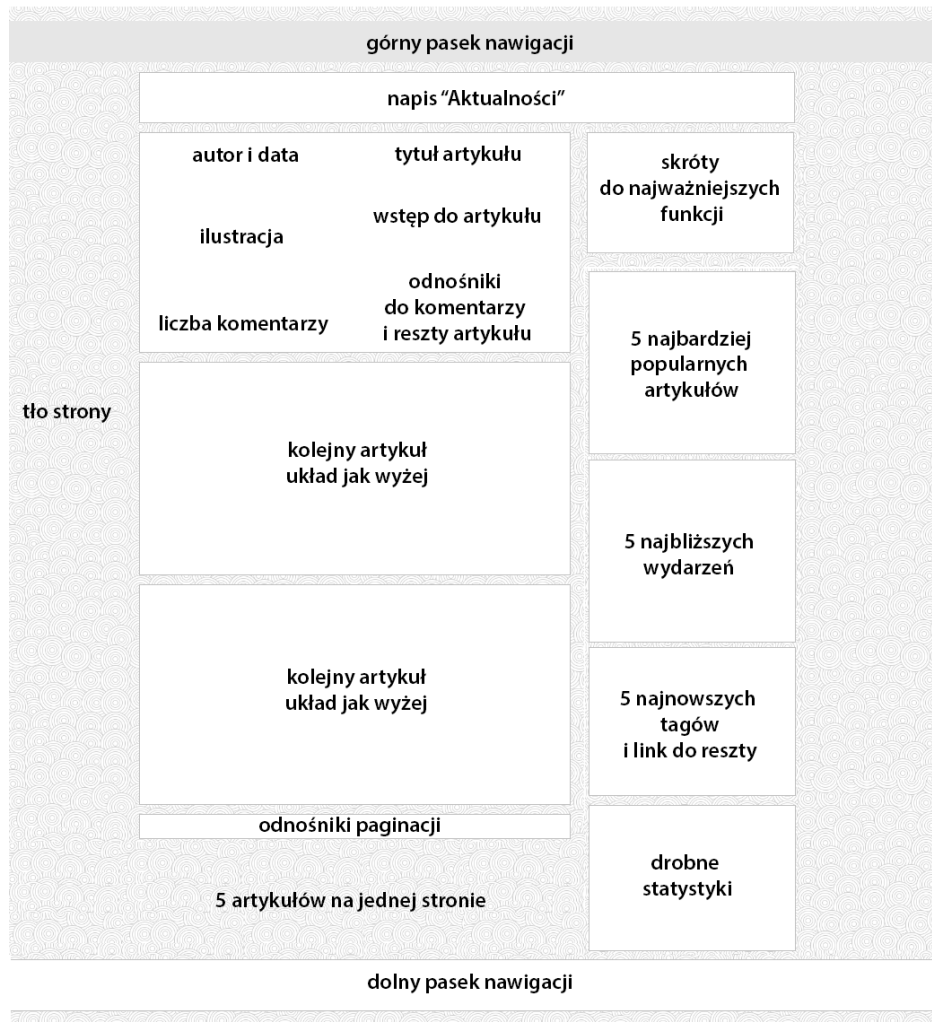 górny pasek nawigacji
napis “Aktualności”
autor i data
tytuł artykułu
wstęp do artykułu
ilustracja
odnośniki
do komentarzy
i reszty artykułu
liczba komentarzy
skróty
do najważniejszych
funkcji
5 najbardziej
popularnych
artykułów
tło strony
kolejny artykuł
układ jak wyżej
5 najbliższych
wydarzeń
kolejny artykuł
układ jak wyżej
5 najnowszych
tagów
i link do reszty
odnośniki paginacji
drobne
statystyki
5 artykułów na jednej stronie
dolny pasek nawigacji